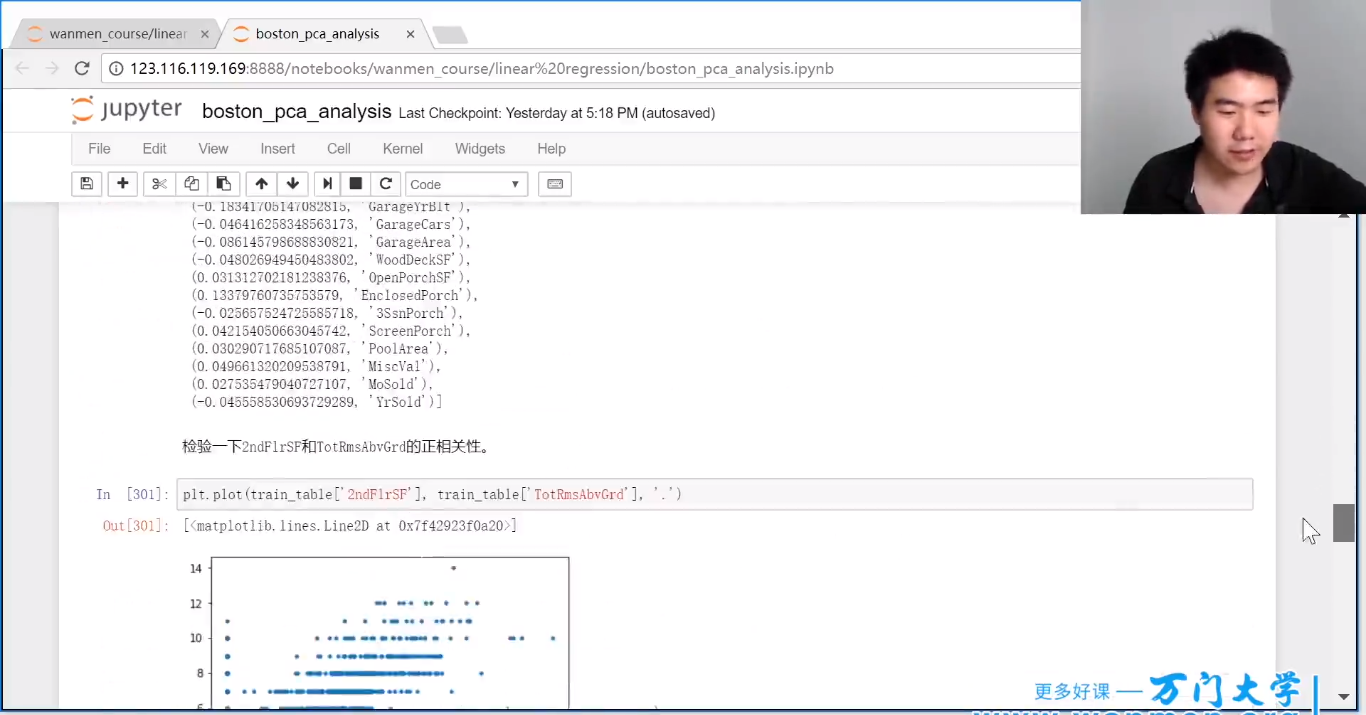 wanmen_course/linear
boston_pca_analysis
123.116.119.169:8888/notebooks/wanmen_course/linear%20regression/boston_pca_analysis.ipynb
jupyter boston_pca_analysis Last Checkpoint: Yesterday at 5:18 PM (autosaved)
File Edit View Insert Cell Kernel Widgets Help
Code
(-0.18341705147082815, 'GarageYrBlt'),
(-0.046416258348563173, 'GarageCars'),
(-0.086145798688830821, 'GarageArea'),
(-0.048026949450483802, 'WoodDeckSF'),
(0.031312702181238376, 'OpenPorchSF'),
(0.13379760735753579, 'EnclosedPorch'),
(-0.025657524725585718, '3SsnPorch'),
(0.042154050663045742, 'ScreenPorch'),
(0.030290717685107087, 'PoolArea'),
(0.049661320209538791, 'MiscVal'),
(0.027535479040727107, 'MoSold'),
(-0.045558530693729289, 'YrSold')]
检验一下2ndFlrSF和TotRmsAbvGrd的正相关性。
In [301]: plt.plot(train_table['2ndFlrSF'], train_table['TotRmsAbvGrd'], '.')
Out[301]: [<matplotlib.lines.Line2D at 0x7f42923f0a20>]
14
12
10
8
6
更多好课 — 万门大学
www.wanmen.org